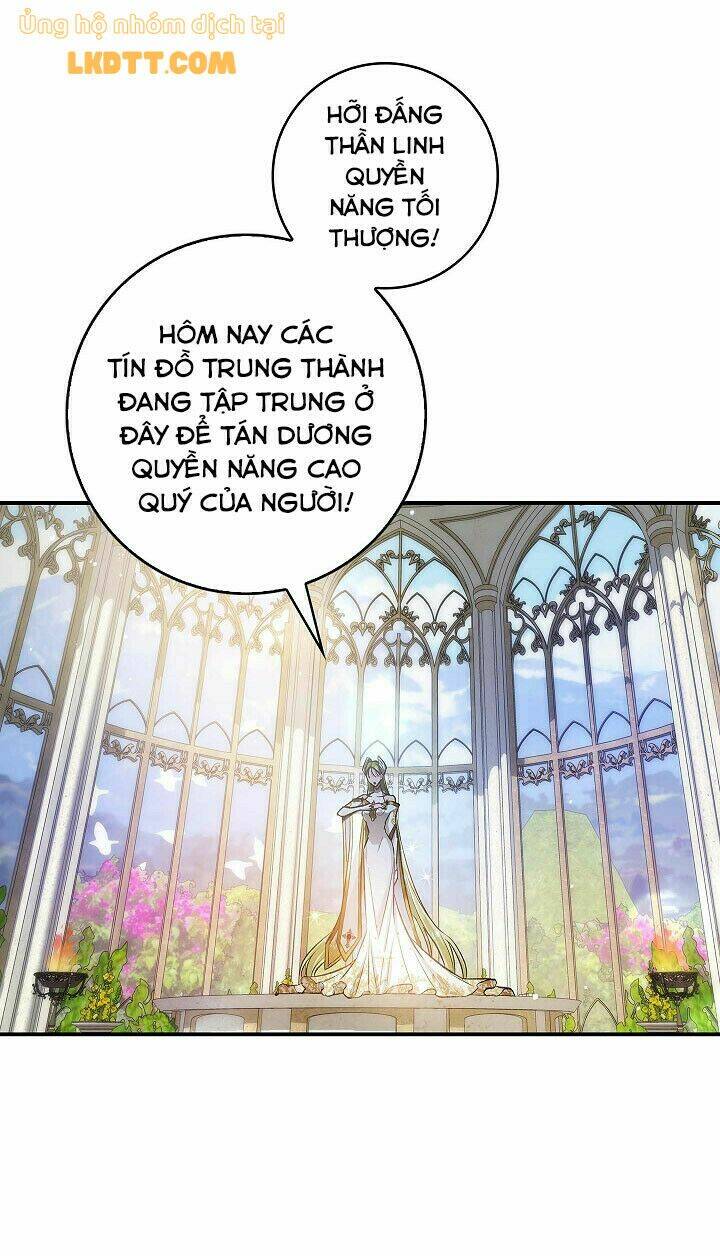 Ủng hộ nhóm dịch tại
LKDTT.COM
HỠI ĐẤNG
THẦN LINH
QUYỀN
NĂNG TỐI
THƯỢNG!
HÔM NAY CÁC
TÍN ĐỒ TRUNG THÀNH
ĐANG TẬP TRUNG Ở
ĐÂY ĐỂ TÁN DƯƠNG
QUYỀN NĂNG CAO
QUÝ CỦA NGƯỜI!